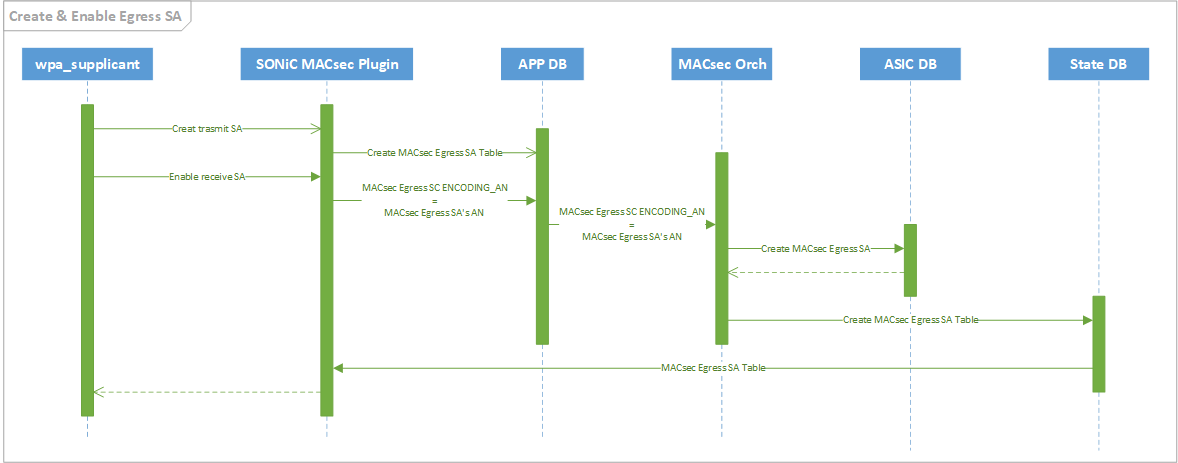 Create & Enable Egress SA
wpa_supplicant
SONiC MACsec Plugin
APP DB
MACsec Orch
ASIC DB
State DB
Creat trasmit SA
Create MACsec Egress SA Table
Enable receive SA
MACsec Egress SC ENCODING_AN
=
MACsec Egress SA's AN
MACsec Egress SC ENCODING_AN
=
MACsec Egress SA's AN
Create MACsec Egress SA
Create MACsec Egress SA Table
MACsec Egress SA Table